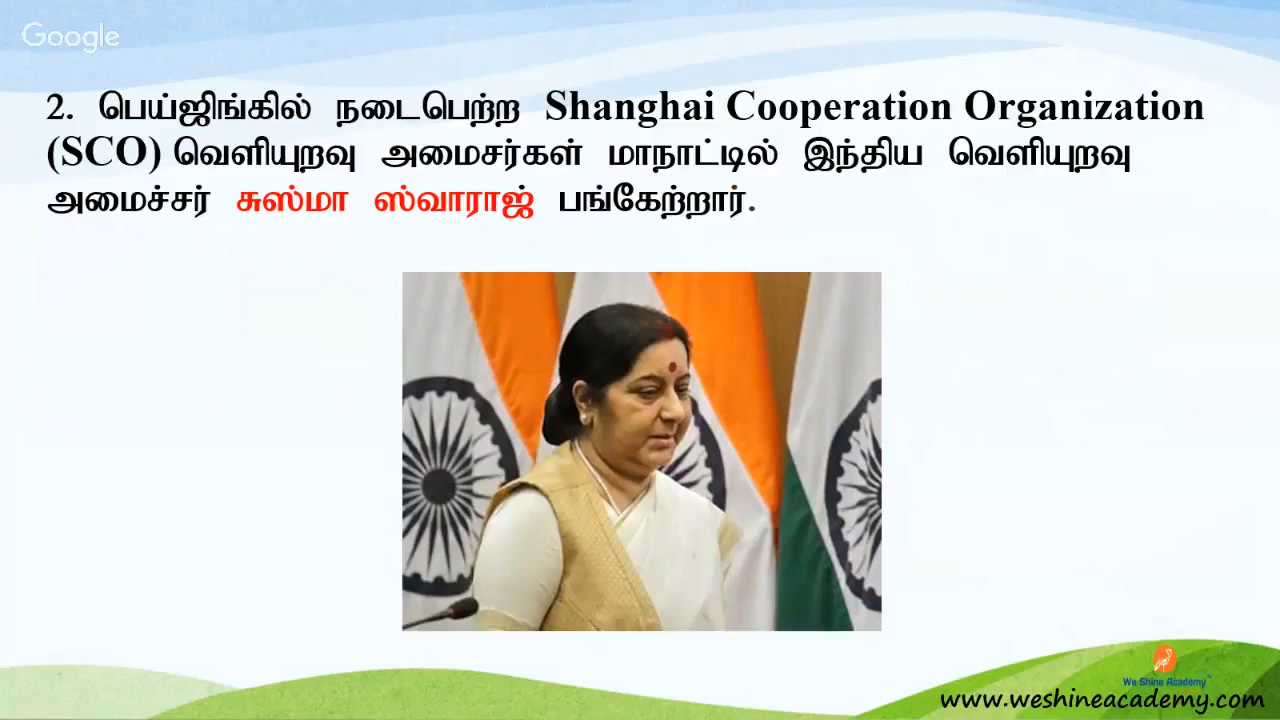 Google
2. பெய்ஜிங்கில் நடைபெற்ற Shanghai Cooperation Organization
(SCO) வெளியுறவு அமைசர்கள் மாநாட்டில் இந்திய வெளியுறவு
அமைச்சர் சுஸ்மா ஸ்வாராஜ் பங்கேற்றார்.
We Shine Academy
www.weshineacademy.com